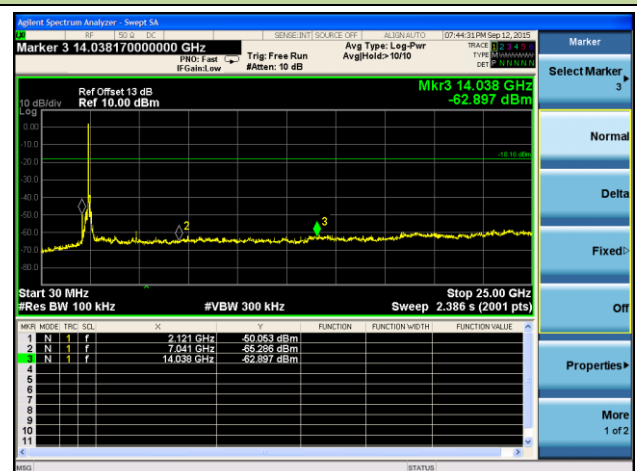 Agilent Spectrum Analyzer - Swept SA
RF 50 Ω DC SENSE:INT SOURCE OFF ALIGN AUTO 07:44:31 PM Sep 12, 2015
Marker 3 14.038170000000 GHz
PNO: Fast
IFGain:Low
Trig: Free Run
#Atten: 10 dB
Avg Type: Log-Pwr
Avg|Hold:>10/10
TRACE 1 2 3 4 5 6
TYPE
DET P N N N N N
Ref Offset 13 dB
Ref 10.00 dBm
10 dB/div
Log
Mkr3 14.038 GHz
-62.897 dBm
0.00
-10.0
-20.0
-30.0
-40.0
-50.0
-60.0
-70.0
-80.0
2
3
Start 30 MHz
#Res BW 100 kHz
#VBW 300 kHz
Stop 25.00 GHz
Sweep 2.386 s (2001 pts)
MKR MODE TRC SCL X Y FUNCTION FUNCTION WIDTH FUNCTION VALUE
1 N 1 f 2.121 GHz -50.053 dBm
2 N 1 f 7.041 GHz -65.286 dBm
3 N 1 f 14.038 GHz -62.897 dBm
4
5
6
7
8
9
10
11
MSG STATUS
Marker
Select Marker
3
Normal
Delta
Fixed
Off
Properties
More
1 of 2